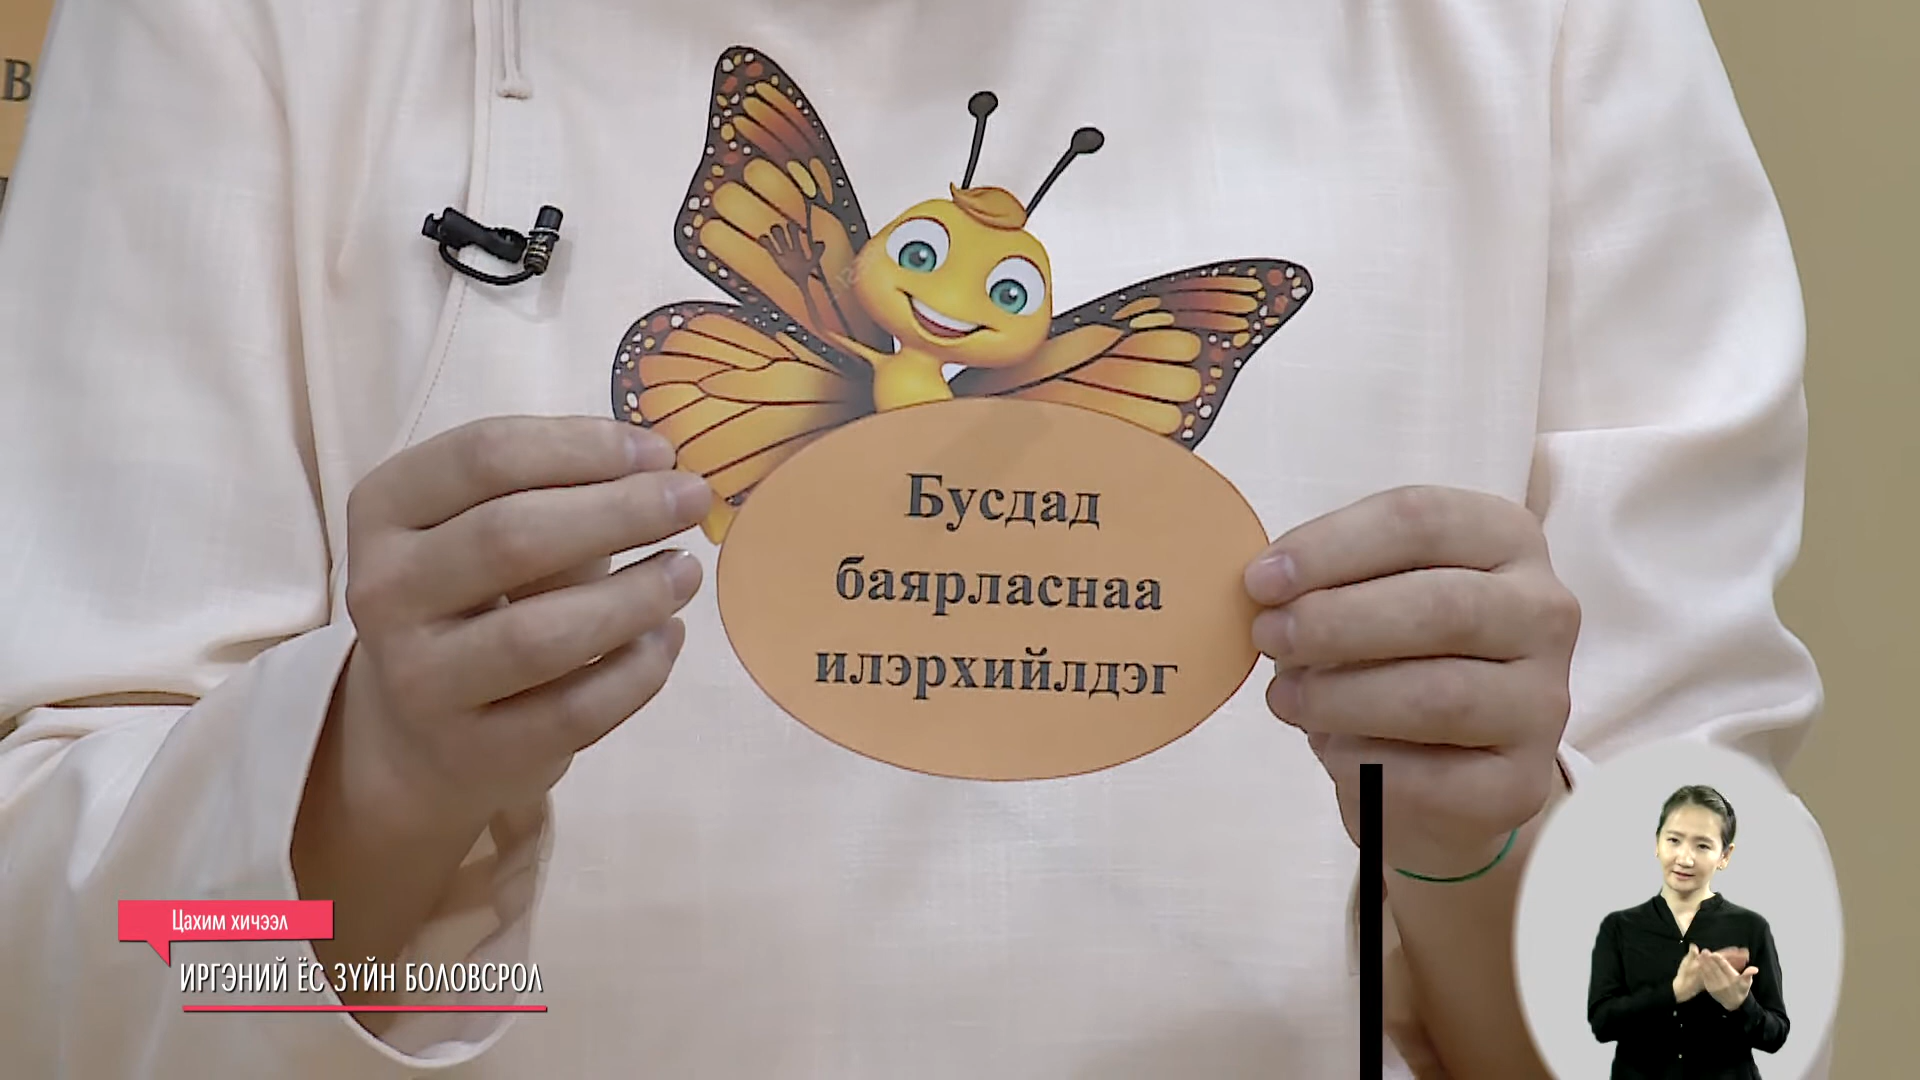 В
Бусдад
баярласнаа
илэрхийлдэг
Цахим хичээл
ИРГЭНИЙ ЁС ЗҮЙН БОЛОВСРОЛ